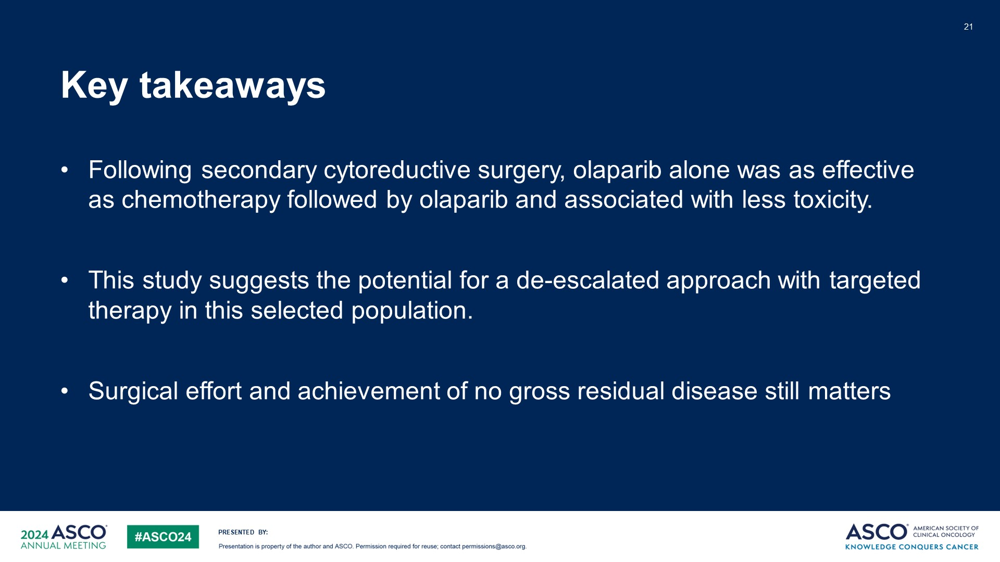 21
Key takeaways
• Following secondary cytoreductive surgery, olaparib alone was as effective
as chemotherapy followed by olaparib and associated with less toxicity.
• This study suggests the potential for a de-escalated approach with targeted
therapy in this selected population.
• Surgical effort and achievement of no gross residual disease still matters
2024 ASCO®
ANNUAL MEETING
#ASCO24
PRESENTED BY:
Presentation is property of the author and ASCO. Permission required for reuse; contact permissions@asco.org.
ASCO® AMERICAN SOCIETY OF
CLINICAL ONCOLOGY
KNOWLEDGE CONQUERS CANCER